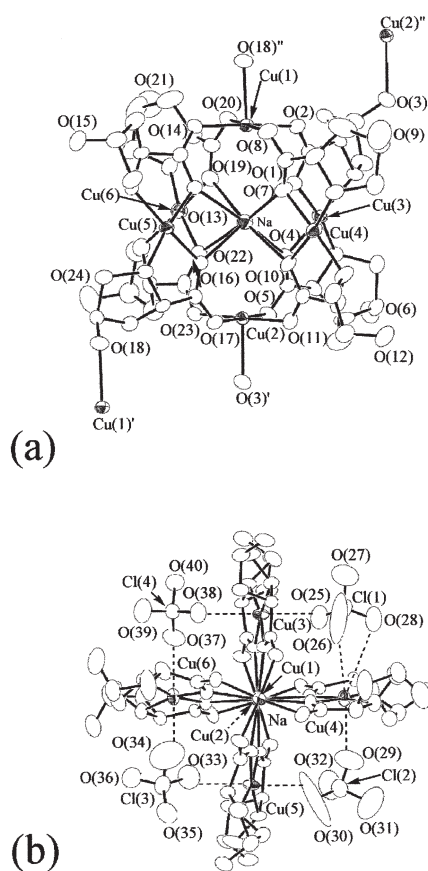 Cu(2)"
O(18)"
O(21)
Cu(1)
O(15)
O(20)
O(2)
O(3)
O(14)
O(8)
O(9)
O(19)
O(1)
O(7)
Cu(6)
Cu(3)
O(13)
Na
Cu(5)
O(4)
Cu(4)
O(22)
O(24)
O(16)
O(10)
O(5)
O(6)
O(23)
Cu(2)
O(17)
O(11)
O(18)
O(12)
O(3)'
Cu(1)'
(a)
O(40)
O(27)
Cl(4)
O(38)
O(25)
Cl(1)
O(39)
Cu(3)
O(28)
O(37)
O(26)
Cu(6)
Cu(1)
Cu(2)
Na
Cu(4)
O(34)
O(33)
O(32)
O(29)
O(36)
Cl(3)
Cu(5)
Cl(2)
O(35)
O(30)
O(31)
(b)